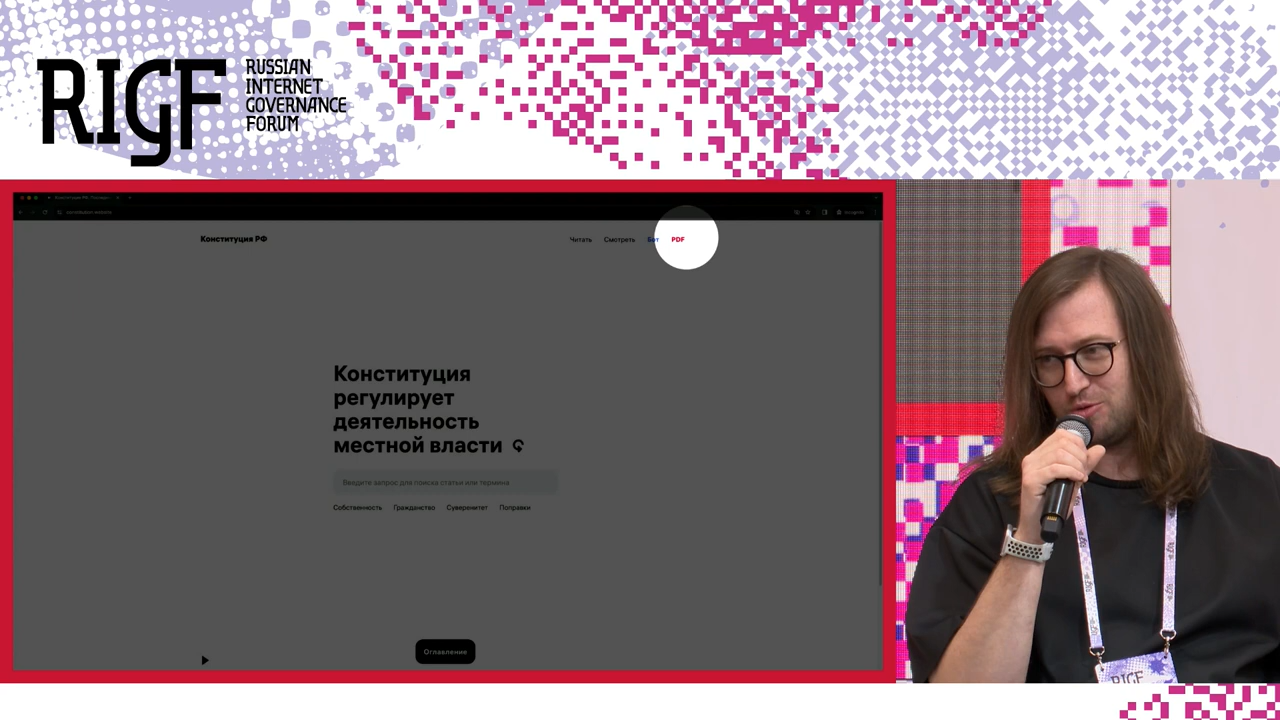 RIGF
RUSSIAN
INTERNET
GOVERNANCE
FORUM
Конституция РФ
Читать Смотреть Бот PDF
Конституция
регулирует
деятельность
местной власти
Введите запрос для поиска статьи или термина
Собственность Гражданство Суверенитет Поправки
Оглавление
RIGF